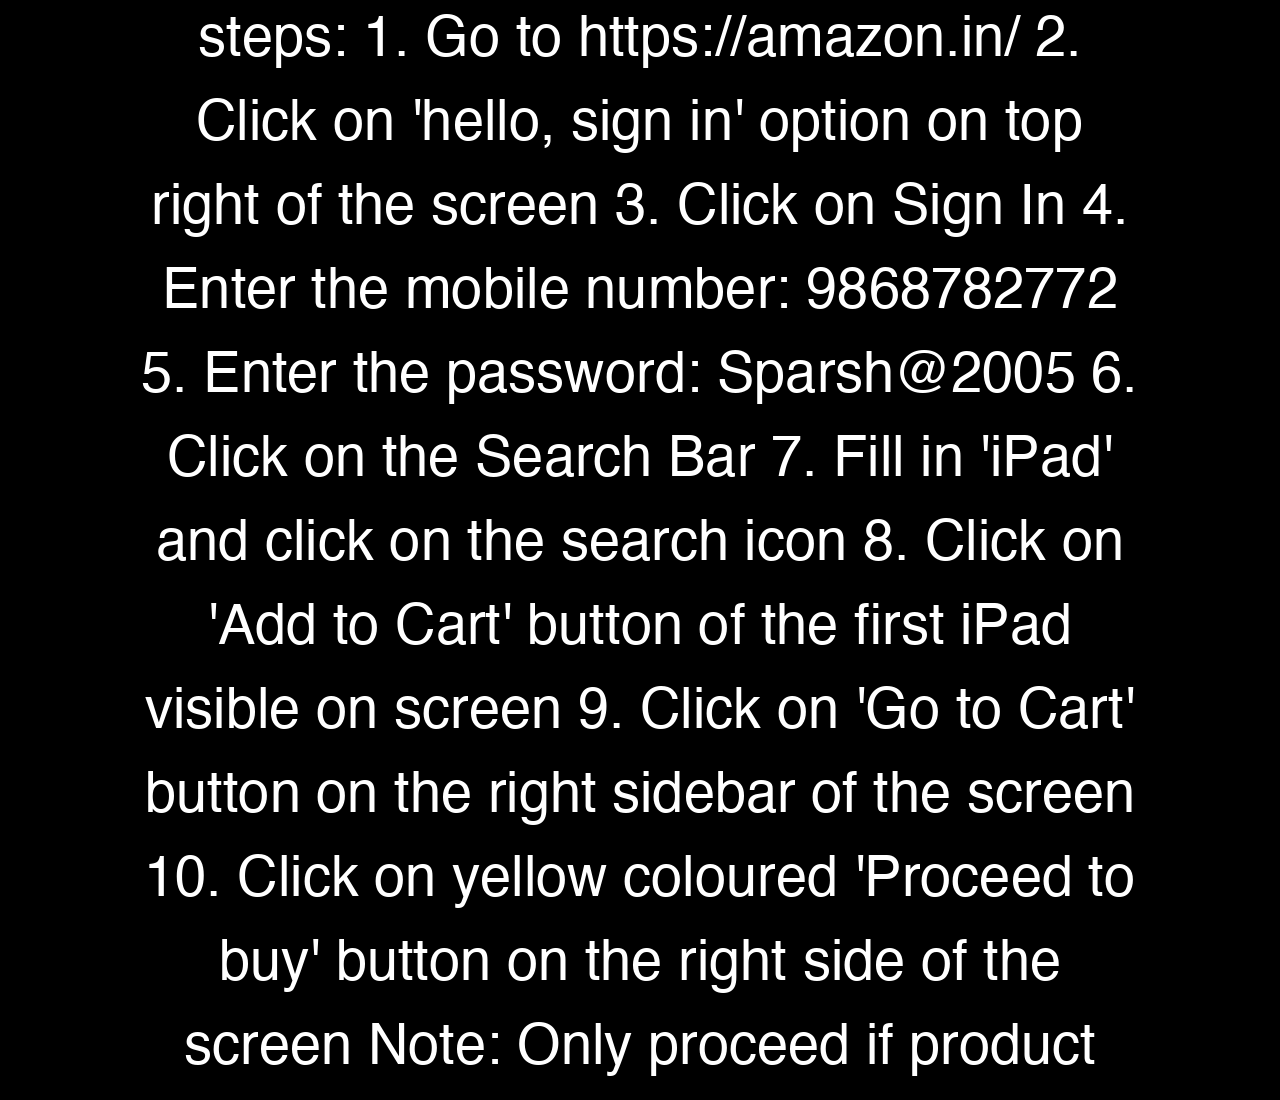 steps: 1. Go to https://amazon.in/ 2.
Click on 'hello, sign in' option on top
right of the screen 3. Click on Sign In 4.
Enter the mobile number: 9868782772
5. Enter the password: Sparsh@2005 6.
Click on the Search Bar 7. Fill in 'iPad'
and click on the search icon 8. Click on
'Add to Cart' button of the first iPad
visible on screen 9. Click on 'Go to Cart'
button on the right sidebar of the screen
10. Click on yellow coloured 'Proceed to
buy' button on the right side of the
screen Note: Only proceed if product